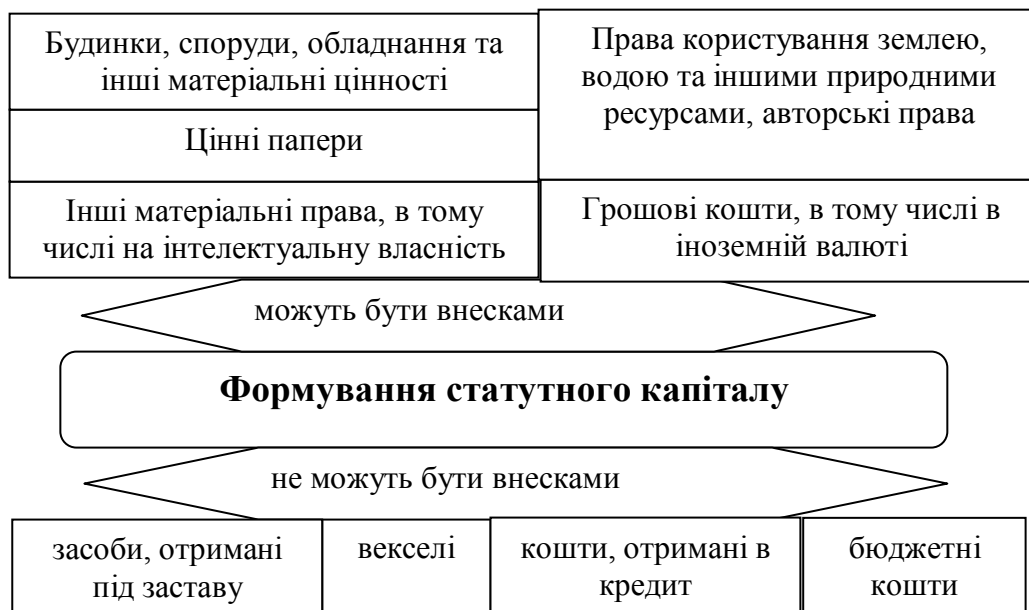 Будинки, споруди, обладнання та
інші матеріальні цінності
Права користування землею,
водою та іншими природними
ресурсами, авторські права
Цінні папери
Інші матеріальні права, в тому
числі на інтелектуальну власність
Грошові кошти, в тому числі в
іноземній валюті
можуть бути внесками
Формування статутного капіталу
не можуть бути внесками
засоби, отримані
під заставу
векселі
кошти, отримані в
кредит
бюджетні
кошти